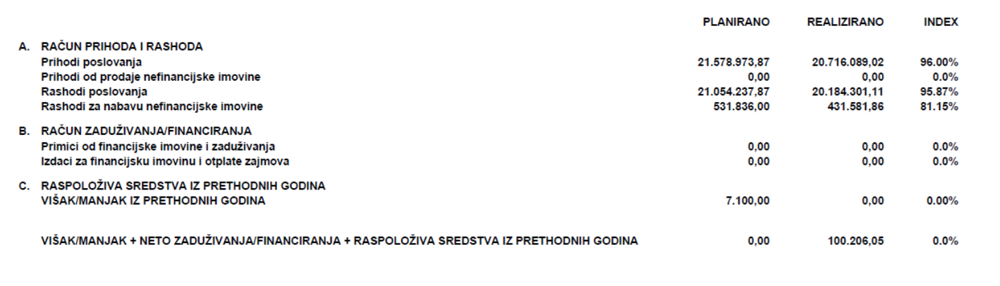 PLANIRANO REALIZIRANO INDEX
A. RAČUN PRIHODA I RASHODA
Prihodi poslovanja 21.578.973,87 20.716.089,02 96.00%
Prihodi od prodaje nefinancijske imovine 0,00 0,00 0.0%
Rashodi poslovanja 21.054.237,87 20.184.301,11 95.87%
Rashodi za nabavu nefinancijske imovine 531.836,00 431.581,86 81.15%
B. RAČUN ZADUŽIVANJA/FINANCIRANJA
Primici od financijske imovine i zaduživanja 0,00 0,00 0.0%
Izdaci za financijsku imovinu i otplate zajmova 0,00 0,00 0.0%
C. RASPOLOŽIVA SREDSTVA IZ PRETHODNIH GODINA
VIŠAK/MANJAK IZ PRETHODNIH GODINA 7.100,00 0,00 0.00%
VIŠAK/MANJAK + NETO ZADUŽIVANJA/FINANCIRANJA + RASPOLOŽIVA SREDSTVA IZ PRETHODNIH GODINA 0,00 100.206,05 0.0%